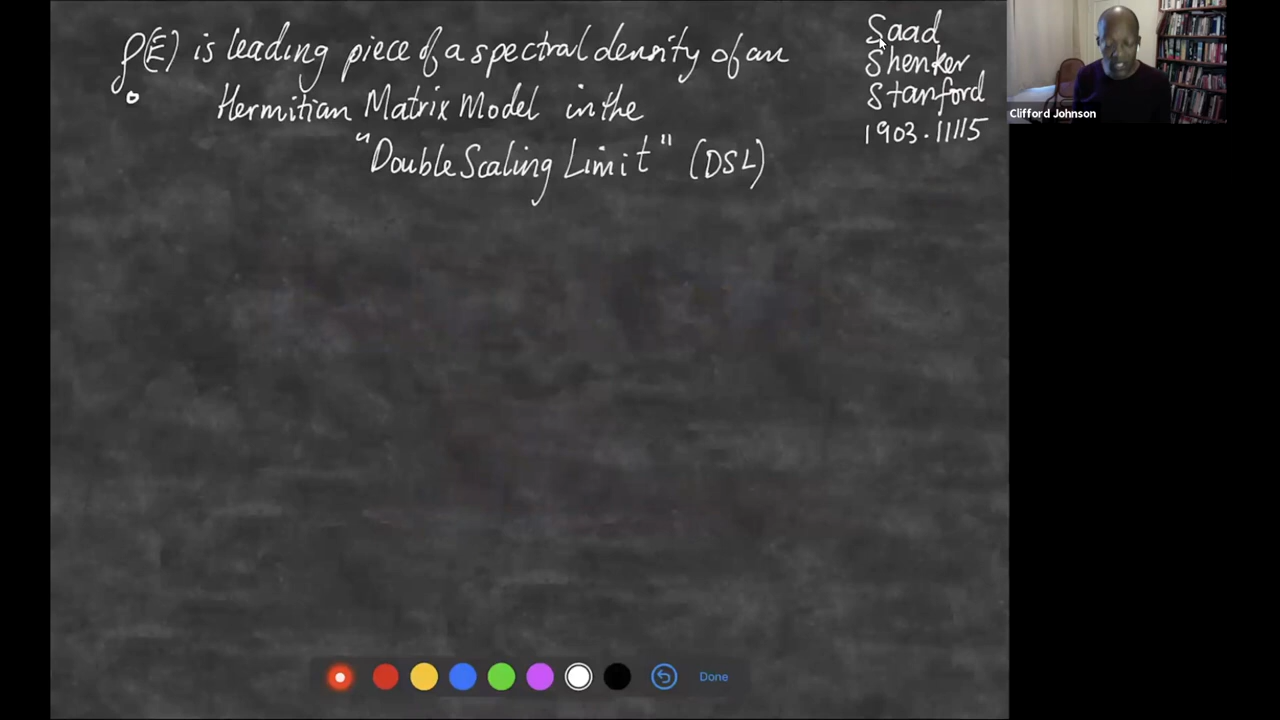 ρ₀(E) is leading piece of a spectral density of an
Hermitian Matrix Model in the
"Double Scaling Limit" (DSL)
Saad
Shenker
Stanford
1903.11115
Clifford Johnson
Done